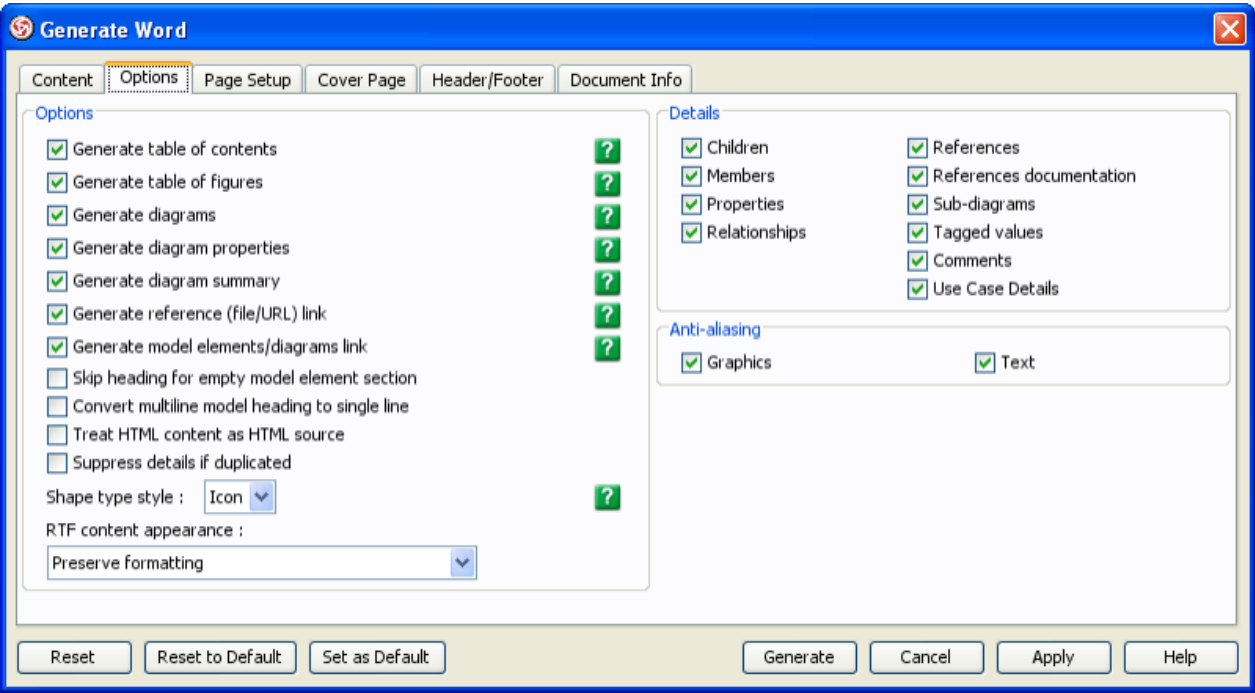 Generate Word
Content Options Page Setup Cover Page Header/Footer Document Info
Options
Generate table of contents ?
Generate table of figures ?
Generate diagrams ?
Generate diagram properties ?
Generate diagram summary ?
Generate reference (file/URL) link ?
Generate model elements/diagrams link ?
Skip heading for empty model element section
Convert multiline model heading to single line
Treat HTML content as HTML source
Suppress details if duplicated
Shape type style : Icon ?
RTF content appearance :
Preserve formatting
Details
Children References
Members References documentation
Properties Sub-diagrams
Relationships Tagged values
Comments
Use Case Details
Anti-aliasing
Graphics Text
Reset Reset to Default Set as Default Generate Cancel Apply Help